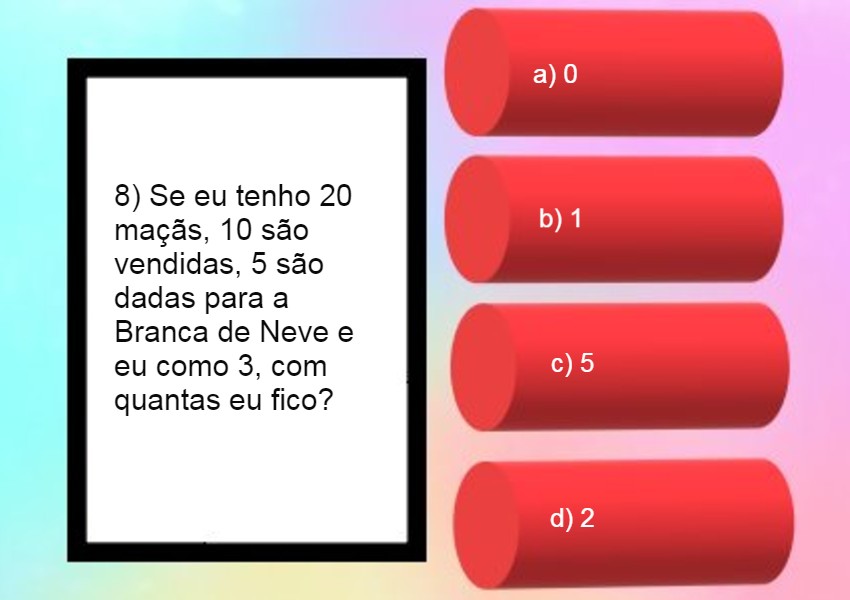 8) Se eu tenho 20
maçãs, 10 são
vendidas, 5 são
dadas para a
Branca de Neve e
eu como 3, com
quantas eu fico?
a) 0
b) 1
c) 5
d) 2